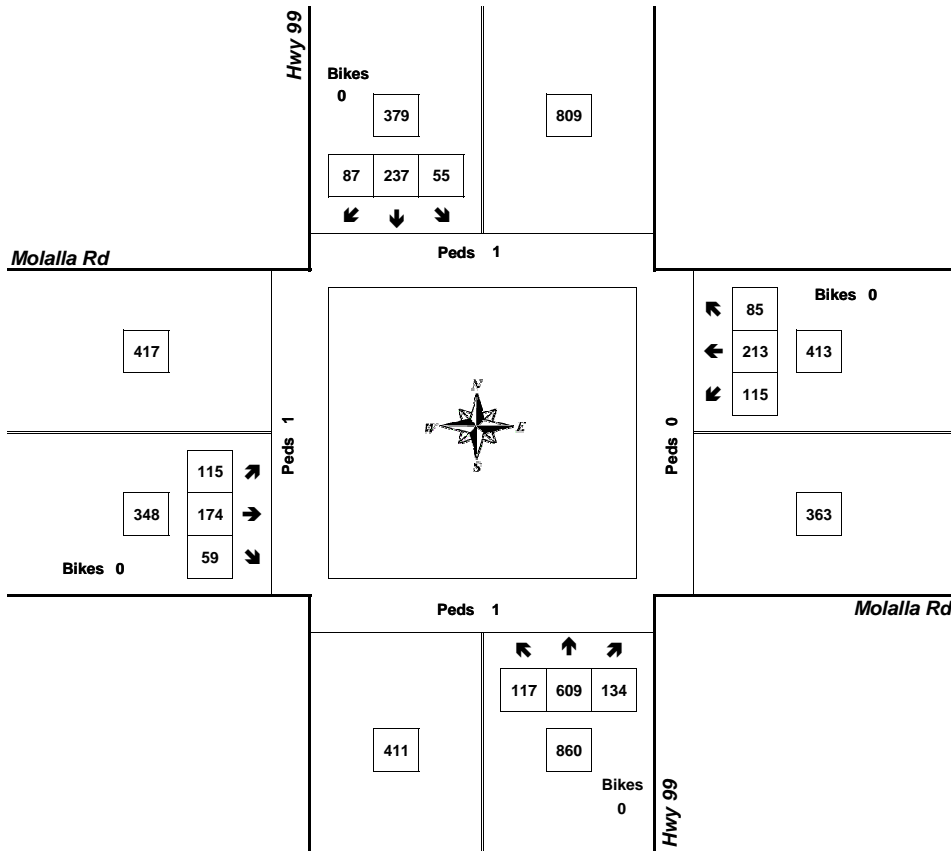 Hwy 99
Bikes
0
379
809
87 237 55
Peds 1
Molalla Rd
Bikes 0
417
85
213
115
413
N
W E
S
Peds 1
Peds 0
348
115
174
59
Bikes 0
363
Peds 1
Molalla Rd
117 609 134
411
860
Bikes
0
Hwy 99